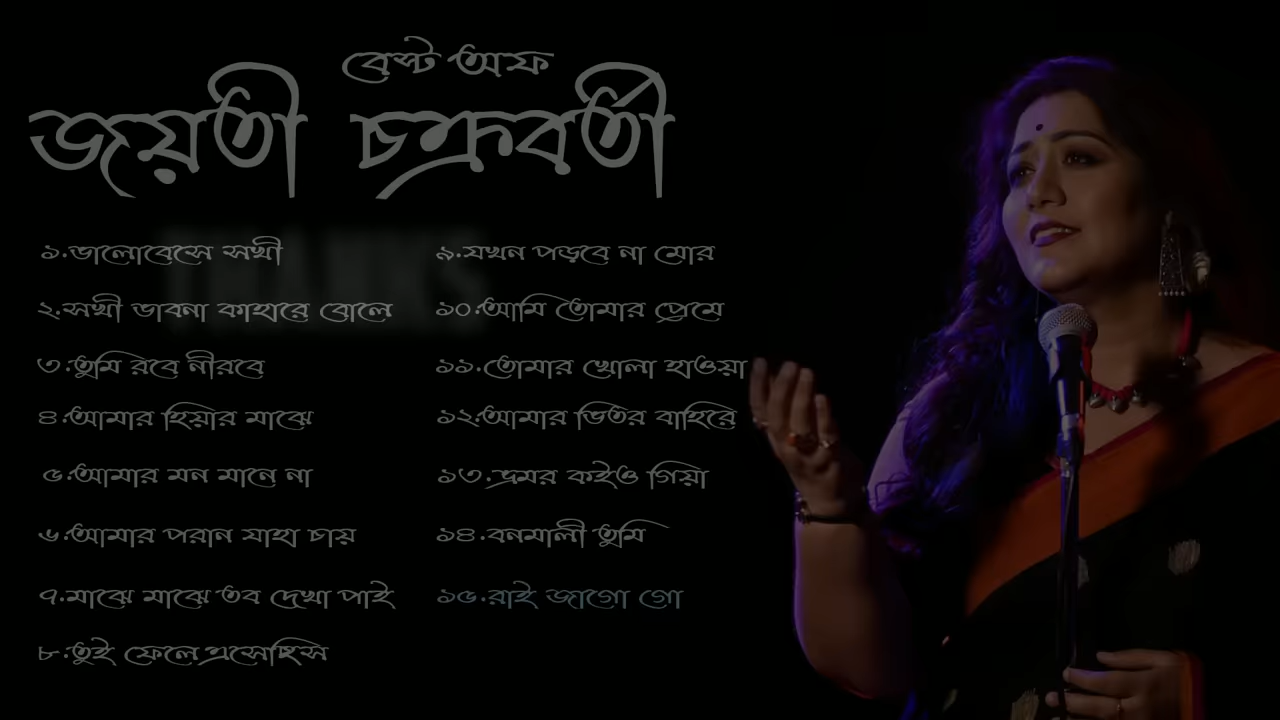 বেস্ট অফ
জয়তী চক্রবর্তী
১.ভালোবেসে সখী
২.সখী ভাবনা কাহারে বোলে
৩.তুমি রবে নীরবে
৪.আমার হিয়ার মাঝে
৫.আমার মন মানে না
৬.আমার পরান যাহা চায়
৭.মাঝে মাঝে তব দেখা পাই
৮.তুই ফেলে এসেছিস
৯.যখন পড়বে না মোর
১০.আমি তোমার প্রেমে
১১.তোমার খোলা হাওয়া
১২.আমার ভিতর বাহিরে
১৩.ভ্রমর কইও গিয়া
১৪.বনমালী তুমি
১৫.রাই জাগো গো
THANKS